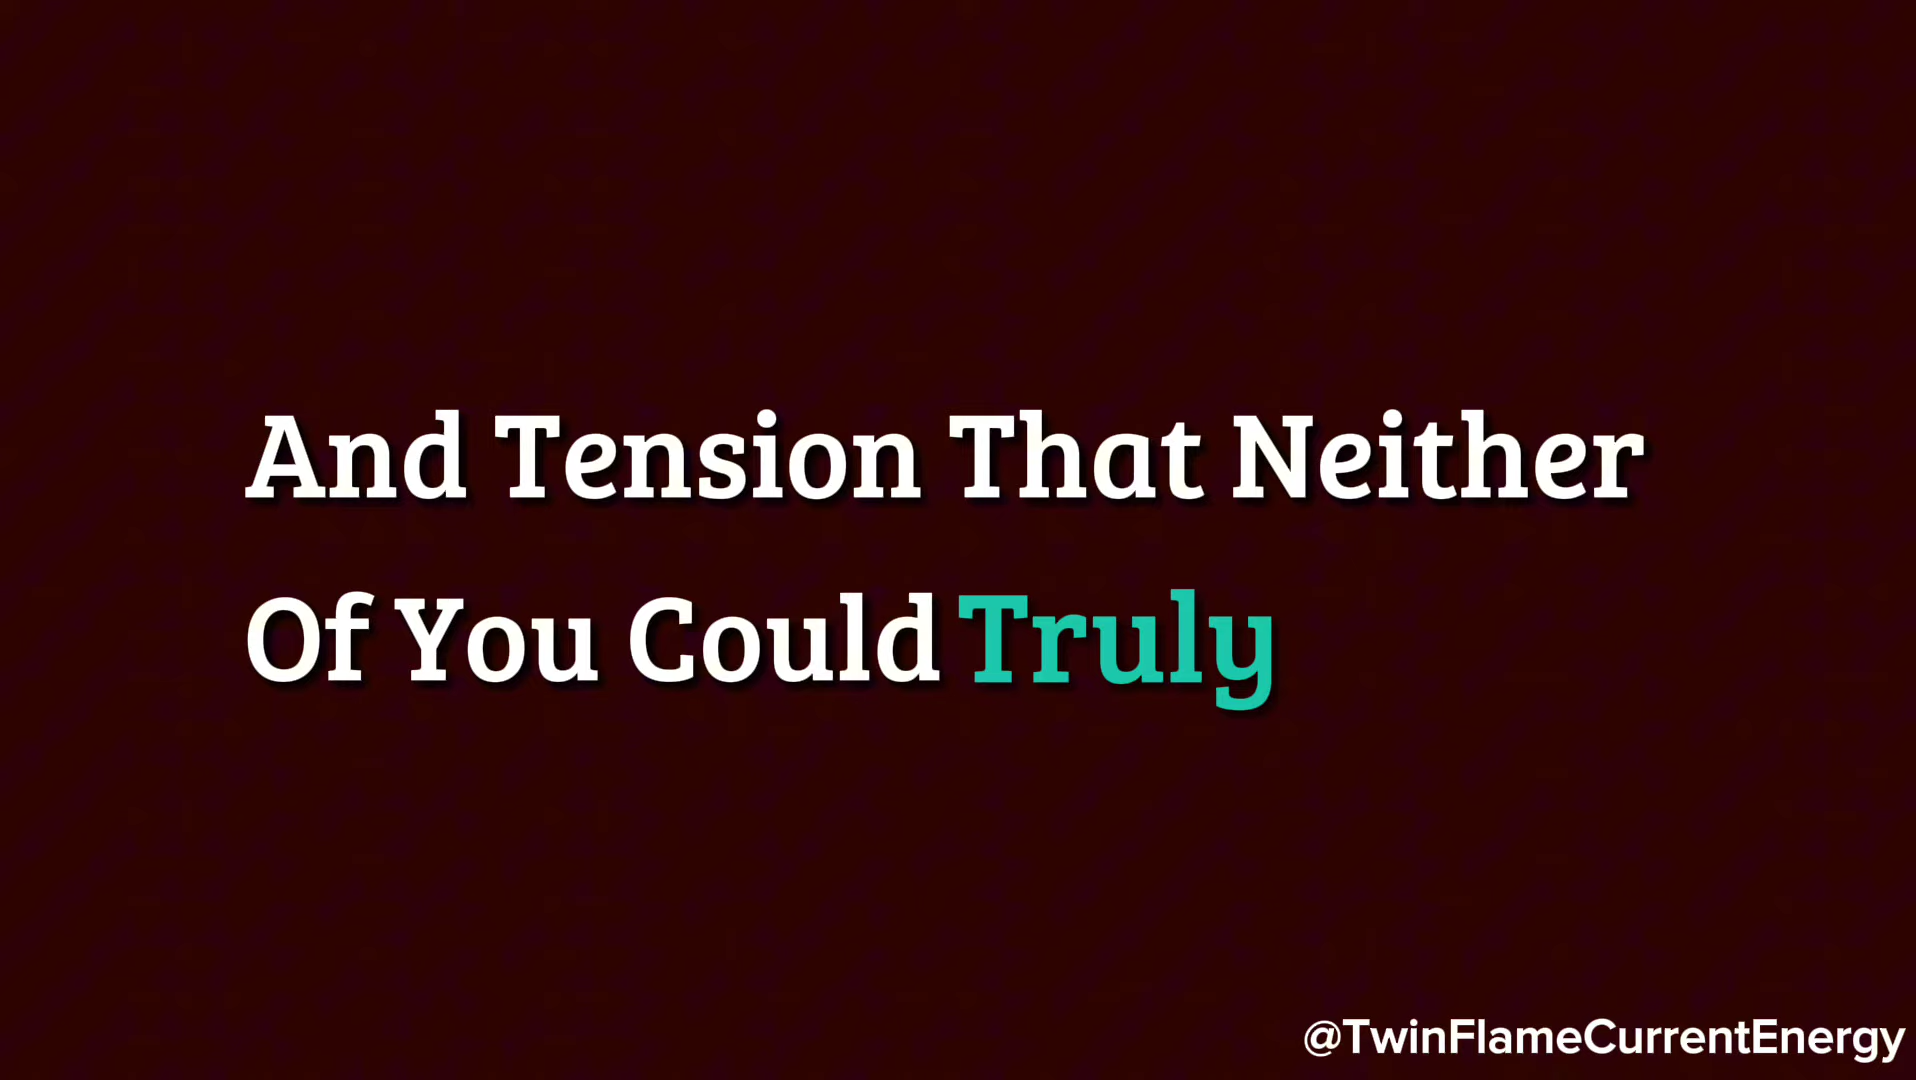 And Tension That Neither
Of You Could Truly
@TwinFlameCurrentEnergy